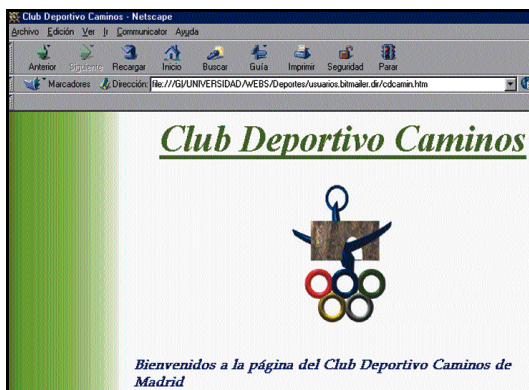 Club Deportivo Caminos - Netscape
Archivo Edición Ver Ir Communicator Ayuda
Anterior Siguiente Recargar Inicio Buscar Guía Imprimir Seguridad Parar
Marcadores Dirección: file:///G|/UNIVERSIDAD/WEBS/Deportes/usuarios.bitmailer.dir/cdcamin.htm
Club Deportivo Caminos
Bienvenidos a la página del Club Deportivo Caminos de
Madrid